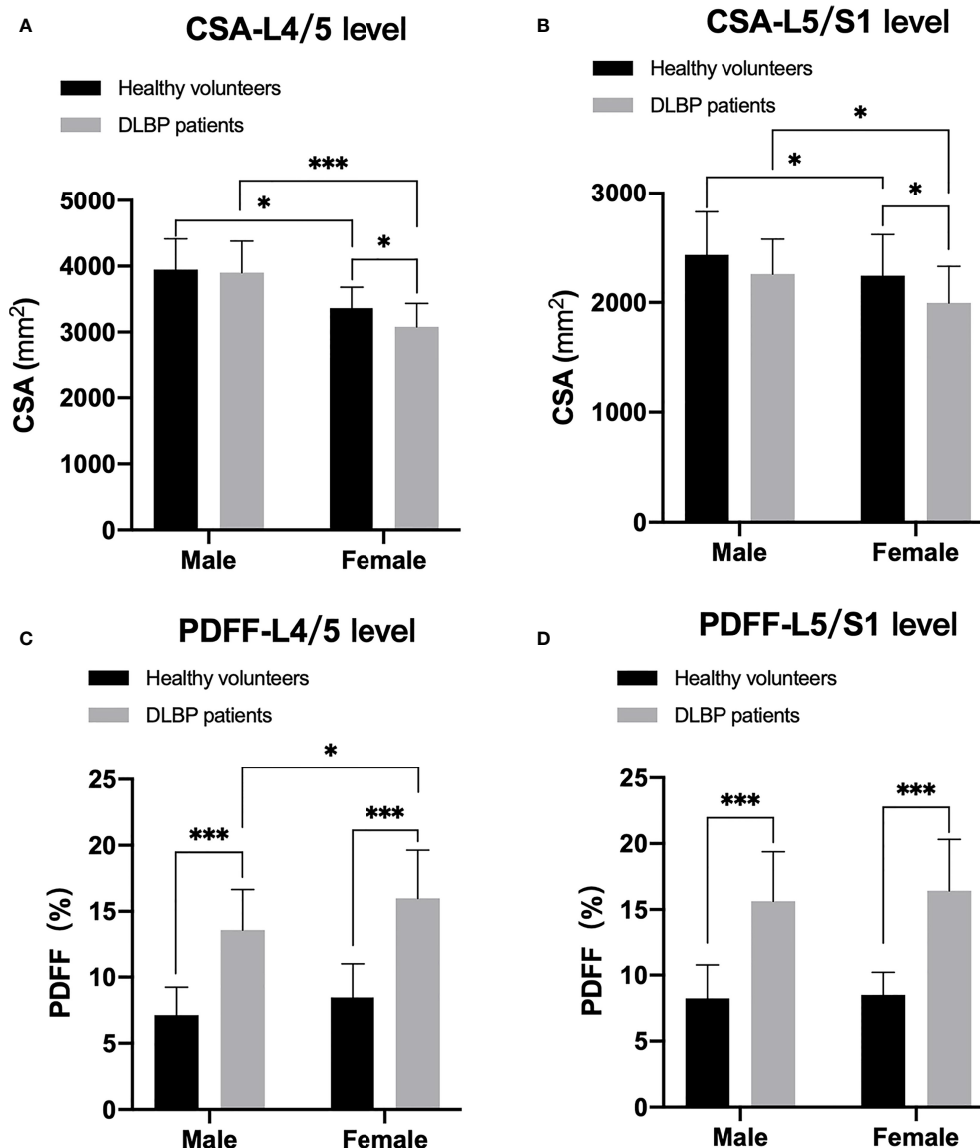 A
CSA-L4/5 level
Healthy volunteers
DLBP patients
***
*
*
CSA (mm²)
5000
4000
3000
2000
1000
0
Male
Female
B
CSA-L5/S1 level
Healthy volunteers
DLBP patients
*
*
*
CSA (mm²)
3000
2000
1000
0
Male
Female
C
PDFF-L4/5 level
Healthy volunteers
DLBP patients
*
***
***
PDFF (%)
25
20
15
10
5
0
Male
Female
D
PDFF-L5/S1 level
Healthy volunteers
DLBP patients
***
***
PDFF (%)
25
20
15
10
5
0
Male
Female